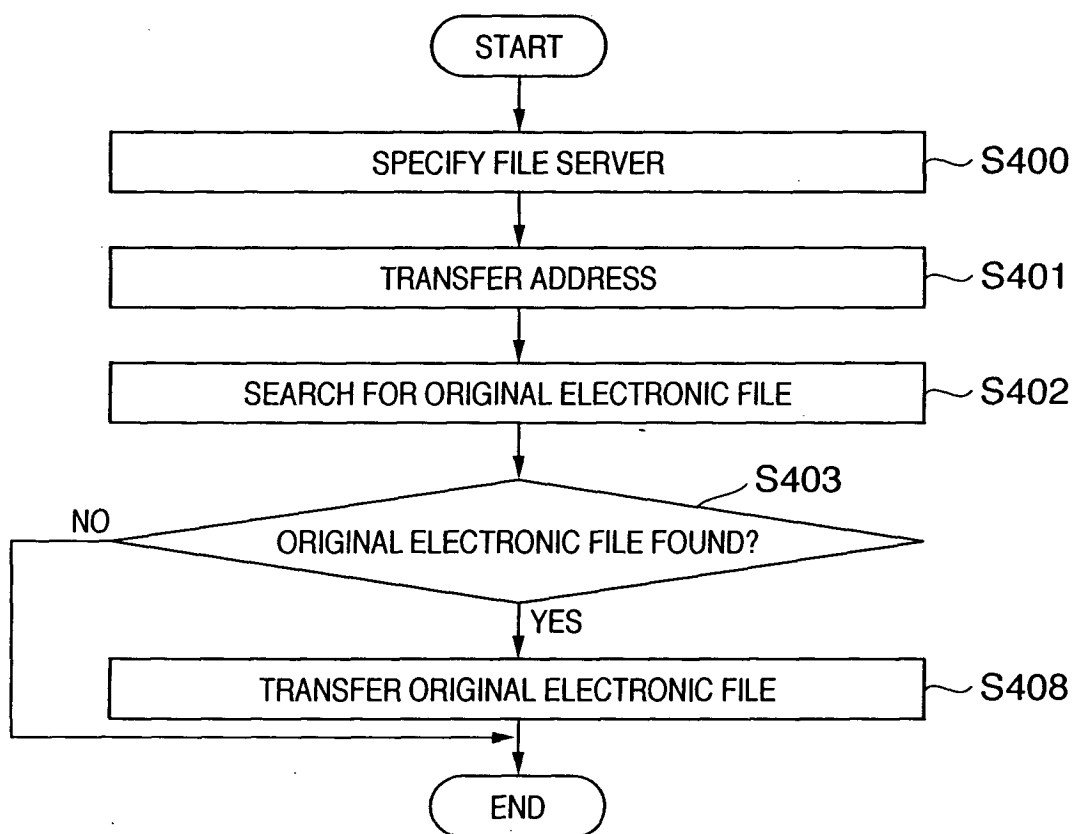 START
SPECIFY FILE SERVER
S400
TRANSFER ADDRESS
S401
SEARCH FOR ORIGINAL ELECTRONIC FILE
S402
S403
NO
ORIGINAL ELECTRONIC FILE FOUND?
YES
TRANSFER ORIGINAL ELECTRONIC FILE
S408
END